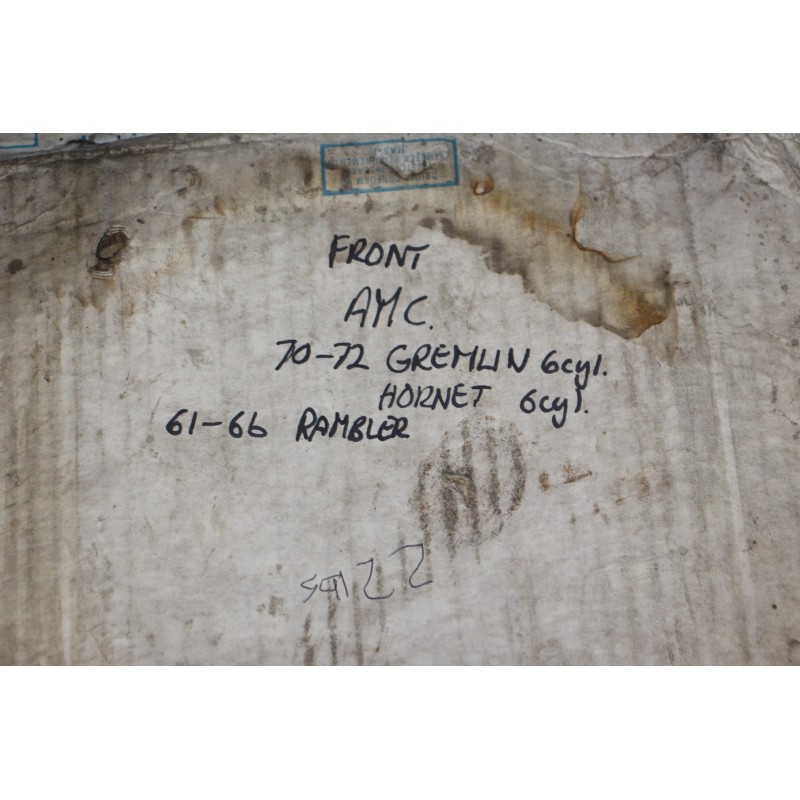 FRONT
AMC.
70-72 GREMLIN 6cyl.
HORNET 6cyl.
61-66 RAMBLER